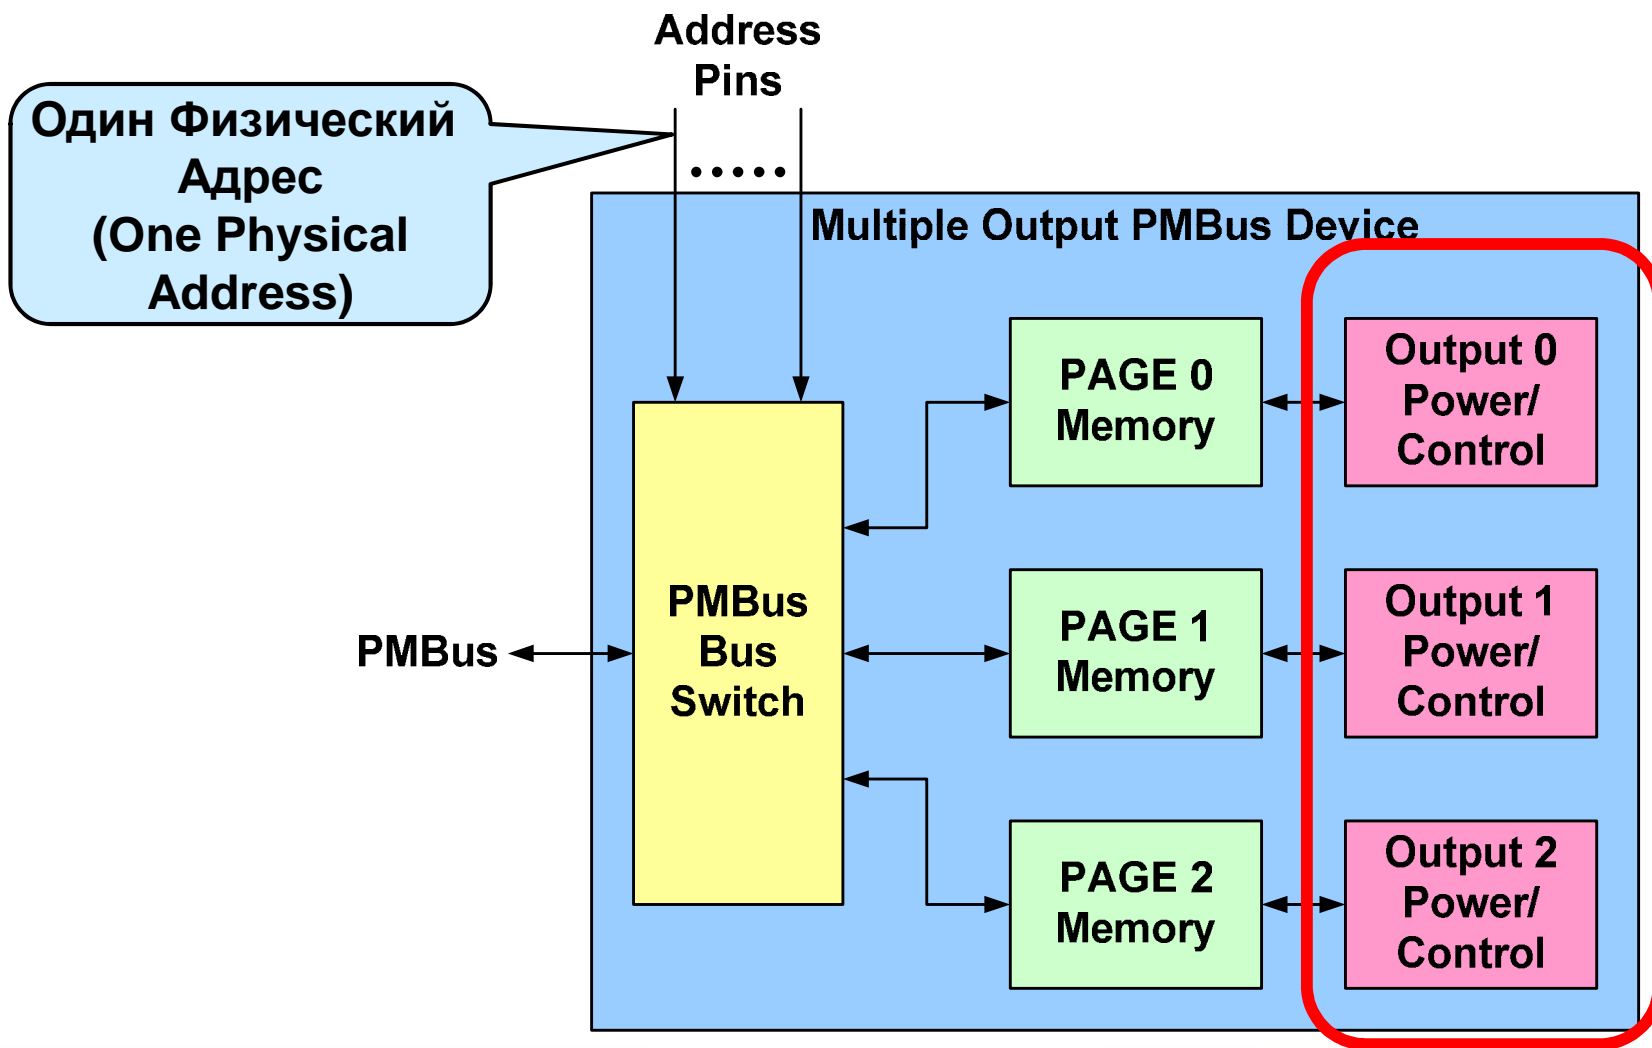 Address
Pins
Один Физический
Адрес
(One Physical
Address)
.....
Multiple Output PMBus Device
PAGE 0
Memory
Output 0
Power/
Control
PMBus
PMBus
Bus
Switch
PAGE 1
Memory
Output 1
Power/
Control
PAGE 2
Memory
Output 2
Power/
Control